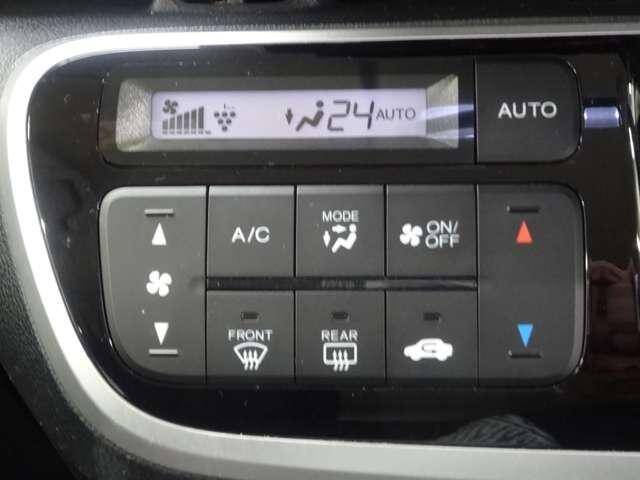 24 AUTO
AUTO
A/C
MODE
ON/
OFF
FRONT
REAR